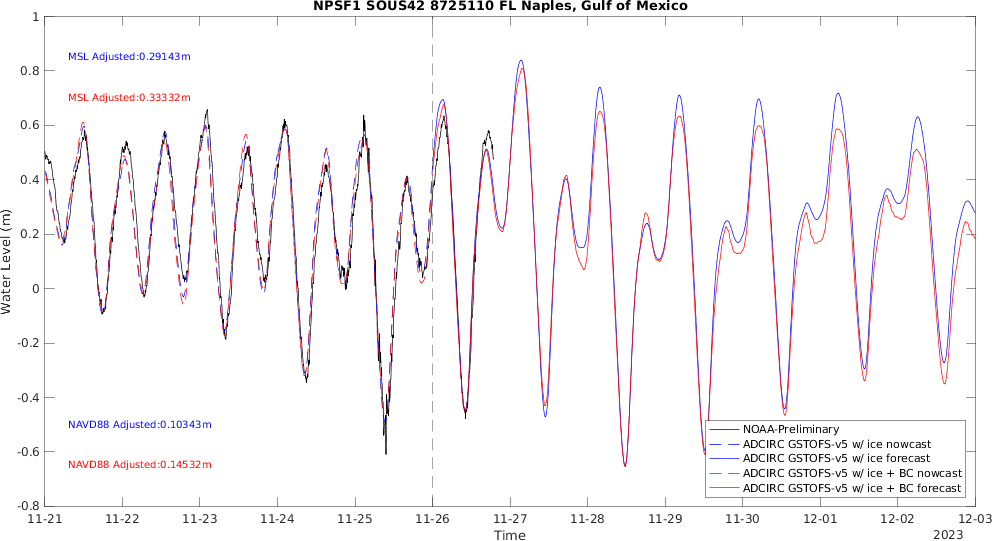 NPSF1 SOUS42 8725110 FL Naples, Gulf of Mexico
1
0.8
0.6
0.4
0.2
0
-0.2
-0.4
-0.6
-0.8
Water Level (m)
MSL Adjusted:0.29143m
MSL Adjusted:0.33332m
NAVD88 Adjusted:0.10343m
NAVD88 Adjusted:0.14532m
NOAA-Preliminary
ADCIRC GSTOFS-v5 w/ ice nowcast
ADCIRC GSTOFS-v5 w/ ice forecast
ADCIRC GSTOFS-v5 w/ ice + BC nowcast
ADCIRC GSTOFS-v5 w/ ice + BC forecast
11-21 11-22 11-23 11-24 11-25 11-26 11-27 11-28 11-29 11-30 12-01 12-02 12-03
Time
2023